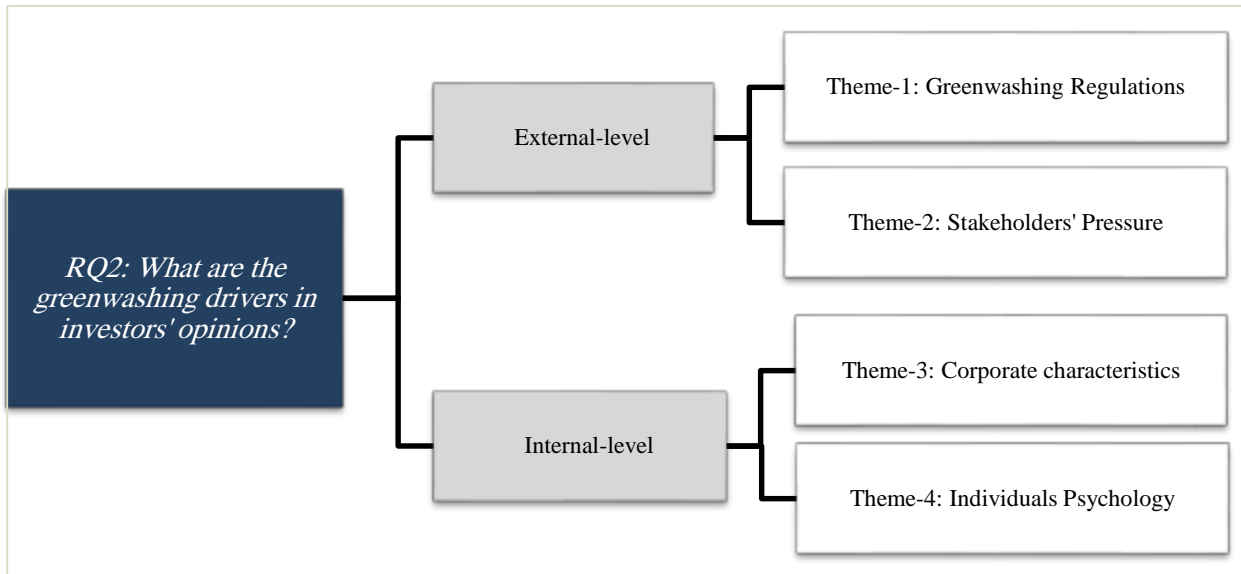 RQ2: What are the
greenwashing drivers in
investors' opinions?
External-level
Theme-1: Greenwashing Regulations
Theme-2: Stakeholders' Pressure
Internal-level
Theme-3: Corporate characteristics
Theme-4: Individuals Psychology